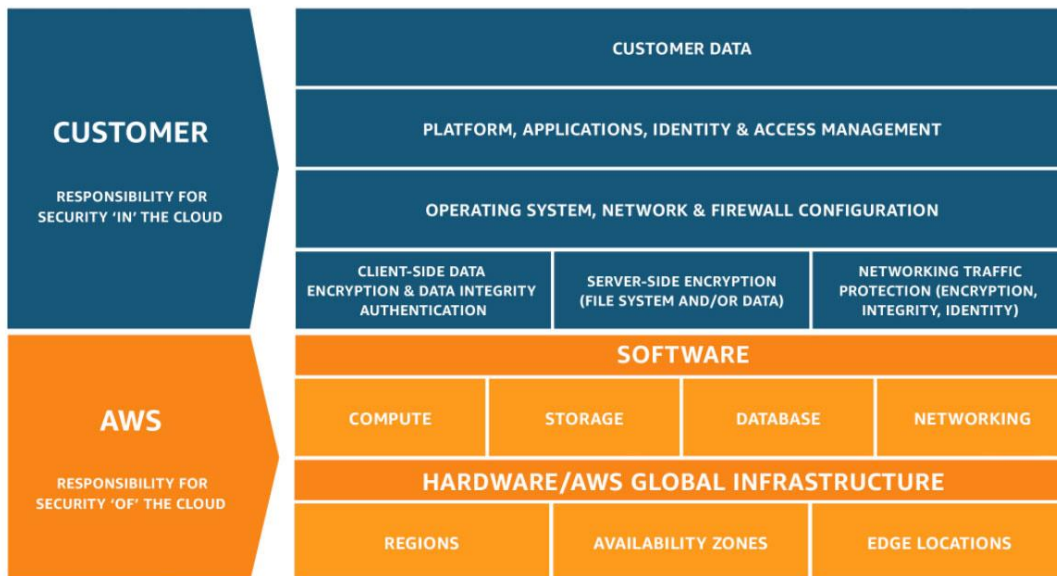 CUSTOMER
RESPONSIBILITY FOR
SECURITY ‘IN’ THE CLOUD
CUSTOMER DATA
PLATFORM, APPLICATIONS, IDENTITY & ACCESS MANAGEMENT
OPERATING SYSTEM, NETWORK & FIREWALL CONFIGURATION
CLIENT-SIDE DATA
ENCRYPTION & DATA INTEGRITY
AUTHENTICATION
SERVER-SIDE ENCRYPTION
(FILE SYSTEM AND/OR DATA)
NETWORKING TRAFFIC
PROTECTION (ENCRYPTION,
INTEGRITY, IDENTITY)
AWS
RESPONSIBILITY FOR
SECURITY ‘OF’ THE CLOUD
SOFTWARE
COMPUTE
STORAGE
DATABASE
NETWORKING
HARDWARE/AWS GLOBAL INFRASTRUCTURE
REGIONS
AVAILABILITY ZONES
EDGE LOCATIONS